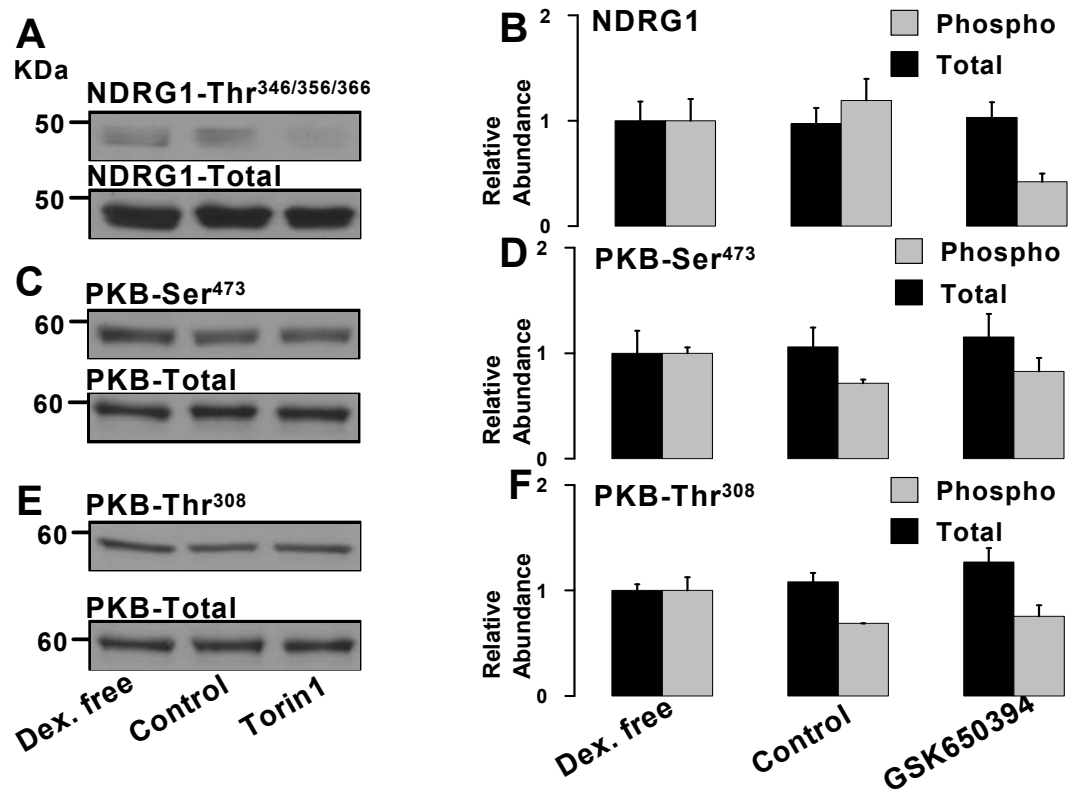 A
KDa
NDRG1-Thr346/356/366
50
NDRG1-Total
50
C
PKB-Ser473
60
PKB-Total
60
E
PKB-Thr308
60
PKB-Total
60
Dex. free
Control
Torin1
B
NDRG1
Phospho
Total
2
1
0
Relative
Abundance
D
PKB-Ser473
Phospho
Total
2
1
0
Relative
Abundance
F
PKB-Thr308
Phospho
Total
2
1
0
Relative
Abundance
Dex. free
Control
GSK650394